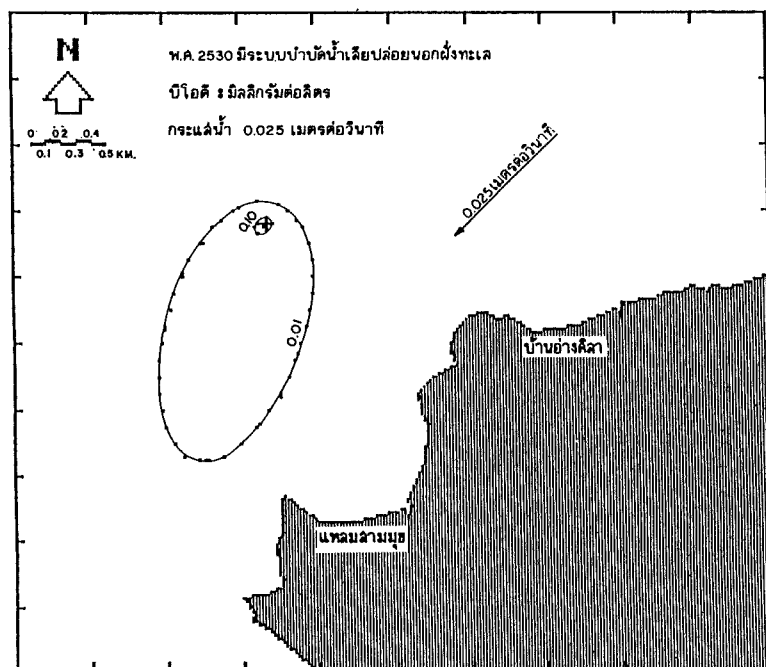 N
พ.ศ. 2530 มีระบบบำบัดน้ำเสียปล่อยนอกฝั่งทะเล
บีโอดี : มิลลิกรัมต่อลิตร
กระแสน้ำ 0.025 เมตรต่อวินาที
0 0.2 0.4
0.1 0.3 0.5 KM.
0.025 เมตรต่อวินาที
0.10
0.01
บ้านอ่างศิลา
แหลมสามมุข